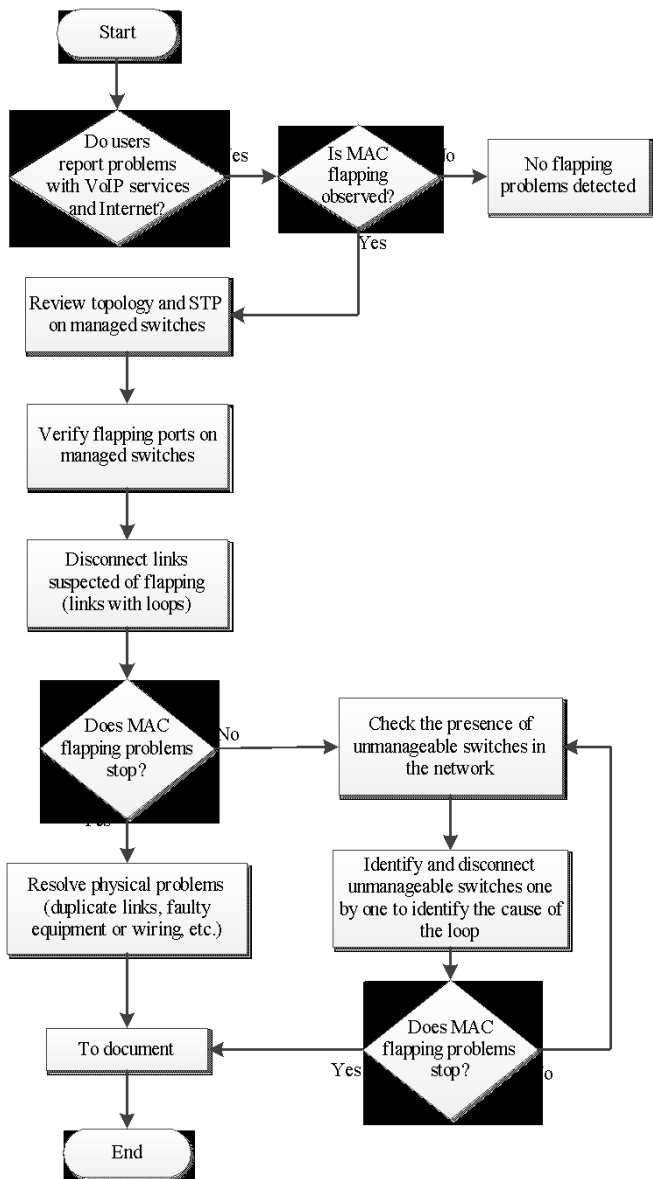 Start
Do users
report problems
with VoIP services
and Internet?
Yes
Is MAC
flapping
observed?
No
No flapping
problems detected
Yes
Review topology and STP
on managed switches
Verify flapping ports on
managed switches
Disconnect links
suspected of flapping
(links with loops)
Does MAC
flapping problems
stop?
No
Check the presence of
unmanageable switches in
the network
Yes
Resolve physical problems
(duplicate links, faulty
equipment or wiring, etc.)
Identify and disconnect
unmanageable switches one
by one to identify the cause of
the loop
Does MAC
flapping problems
stop?
Yes
No
To document
End